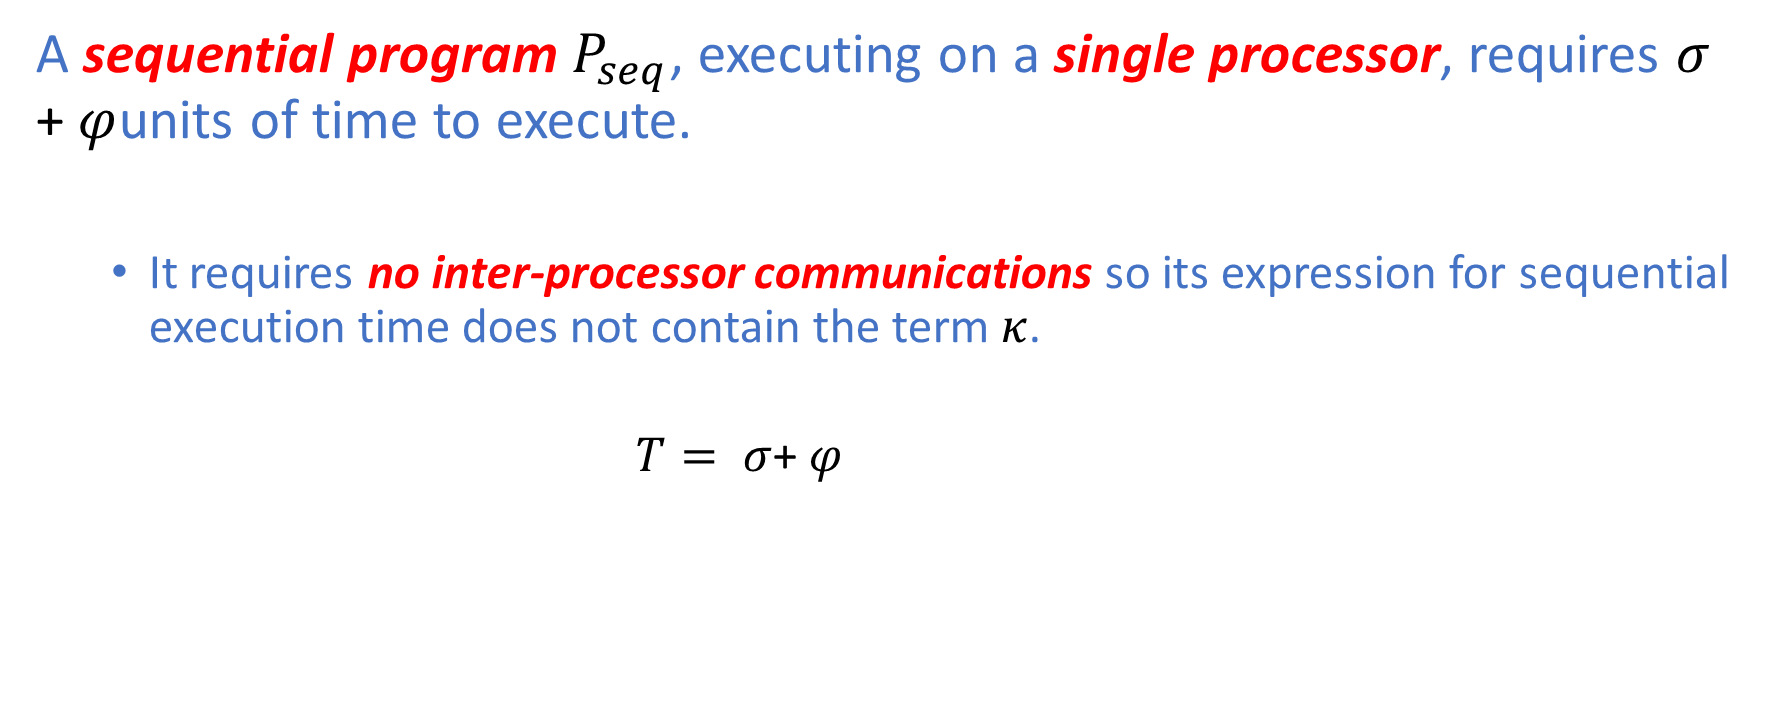 A sequential program P_seq, executing on a single processor, requires σ
+ φunits of time to execute.
• It requires no inter-processor communications so its expression for sequential
execution time does not contain the term κ.
T = σ+ φ